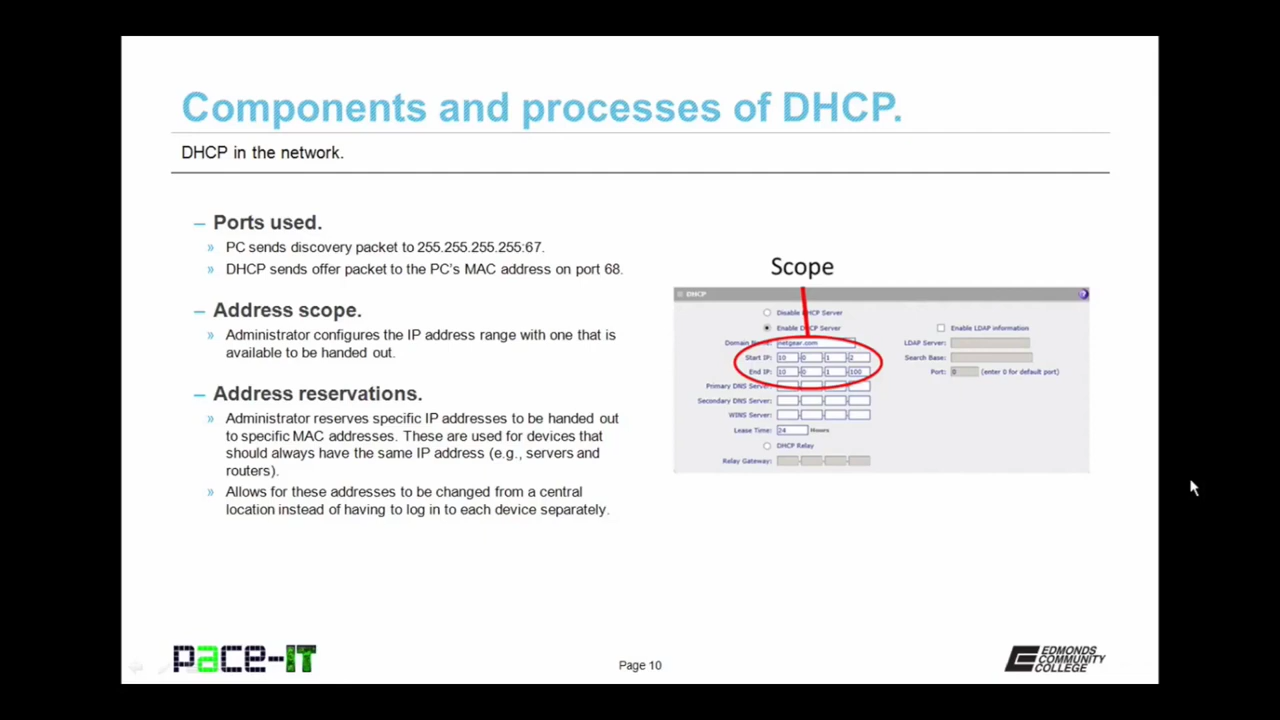 Components and processes of DHCP.
DHCP in the network.
– Ports used.
» PC sends discovery packet to 255.255.255.255:67.
» DHCP sends offer packet to the PC's MAC address on port 68.
– Address scope.
» Administrator configures the IP address range with one that is
available to be handed out.
– Address reservations.
» Administrator reserves specific IP addresses to be handed out
to specific MAC addresses. These are used for devices that
should always have the same IP address (e.g., servers and
routers).
» Allows for these addresses to be changed from a central
location instead of having to log in to each device separately.
Scope
DHCP
Disable DHCP Server
Enable DHCP Server
Enable LDAP information
Domain Name: netgear.com
LDAP Server:
Start IP: 10 0 1 2
Search Base:
End IP: 10 0 1 100
Port: 0 (enter 0 for default port)
Primary DNS Server:
Secondary DNS Server:
WINS Server:
Lease Time: 24 Hours
DHCP Relay
Relay Gateway:
pace-IT
Page 10
EDMONDS
COMMUNITY
COLLEGE